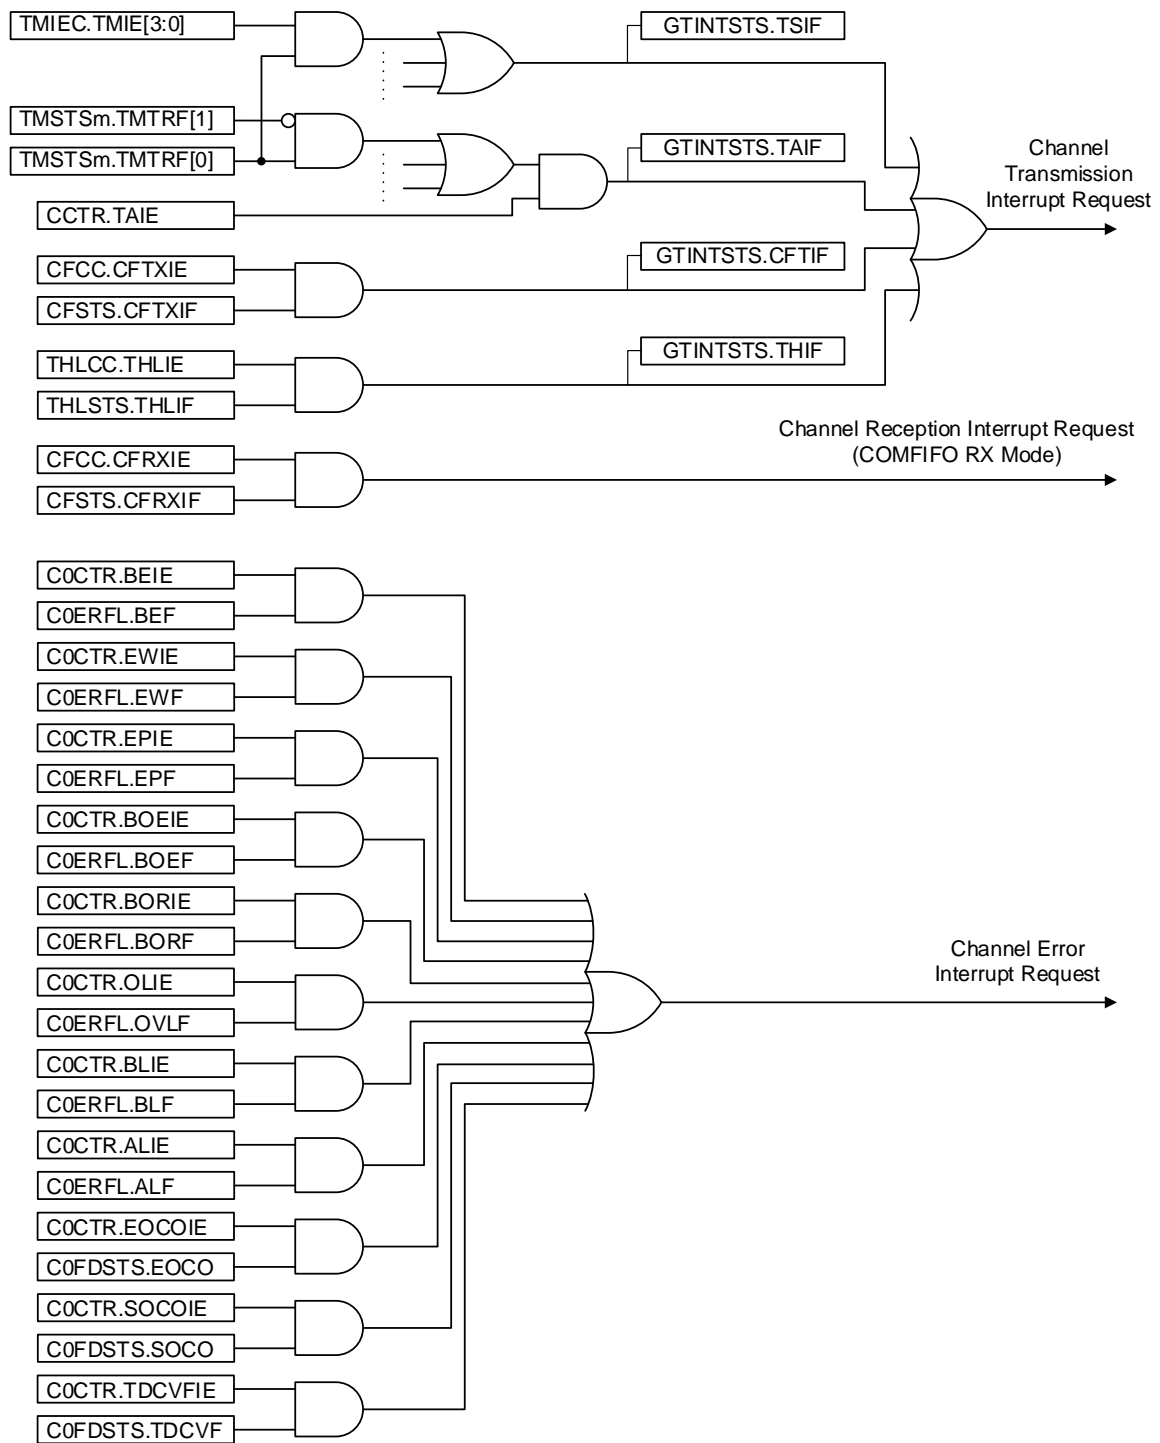 TMIEC.TMIE[3:0]
GTINTSTS.TSIF
TMSTSm.TMTRF[1]
TMSTSm.TMTRF[0]
GTINTSTS.TAIF
Channel
Transmission
Interrupt Request
CCTR.TAIE
CFCC.CFTXIE
GTINTSTS.CFTIF
CFSTS.CFTXIF
THLCC.THLIE
GTINTSTS.THIF
THLSTS.THLIF
Channel Reception Interrupt Request
(COMFIFO RX Mode)
CFCC.CFRXIE
CFSTS.CFRXIF
C0CTR.BEIE
C0ERFL.BEF
C0CTR.EWIE
C0ERFL.EWF
C0CTR.EPIE
C0ERFL.EPF
C0CTR.BOEIE
C0ERFL.BOEF
C0CTR.BORIE
C0ERFL.BORF
Channel Error
Interrupt Request
C0CTR.OLIE
C0ERFL.OVLF
C0CTR.BLIE
C0ERFL.BLF
C0CTR.ALIE
C0ERFL.ALF
C0CTR.EOCOIE
C0FDSTS.EOCO
C0CTR.SOCOIE
C0FDSTS.SOCO
C0CTR.TDCVFIE
C0FDSTS.TDCVF